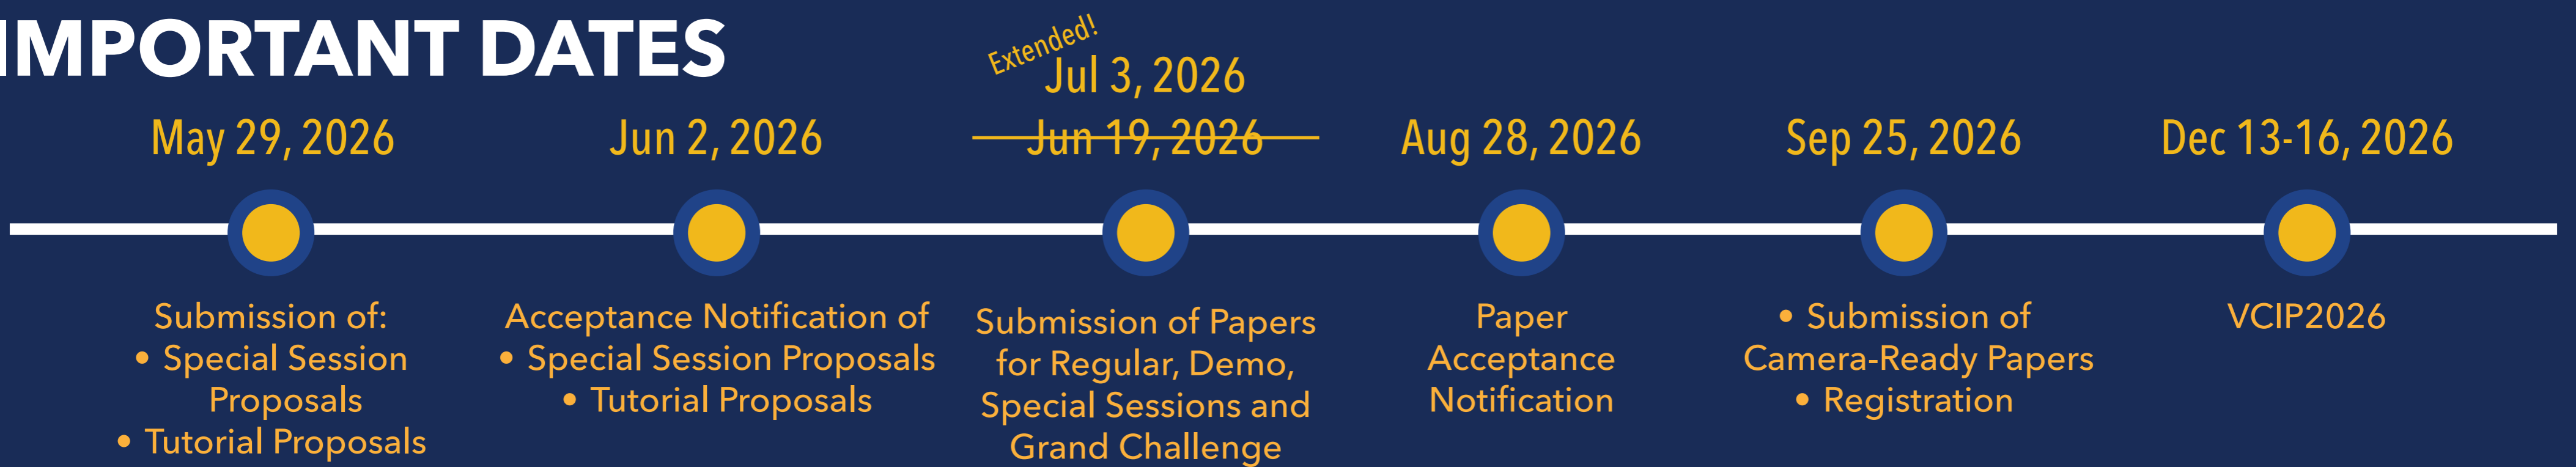 IMPORTANT DATES
May 29, 2026
Submission of:
• Special Session
Proposals
• Tutorial Proposals
Jun 2, 2026
Acceptance Notification of
• Special Session Proposals
• Tutorial Proposals
Extended!
Jul 3, 2026
Jun 19, 2026
Submission of Papers
for Regular, Demo,
Special Sessions and
Grand Challenge
Aug 28, 2026
Paper
Acceptance
Notification
Sep 25, 2026
• Submission of
Camera-Ready Papers
• Registration
Dec 13-16, 2026
VCIP2026